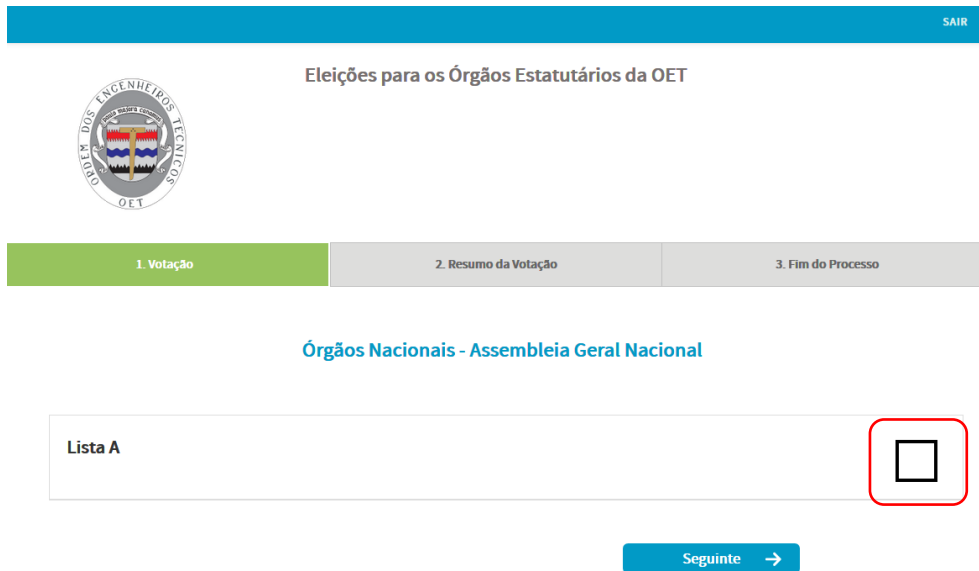 SAIR
Eleições para os Órgãos Estatutários da OET
ORDEM DOS ENGENHEIROS TECNICOS
OET
1. Votação
2. Resumo da Votação
3. Fim do Processo
Órgãos Nacionais - Assembleia Geral Nacional
Lista A
Seguinte →